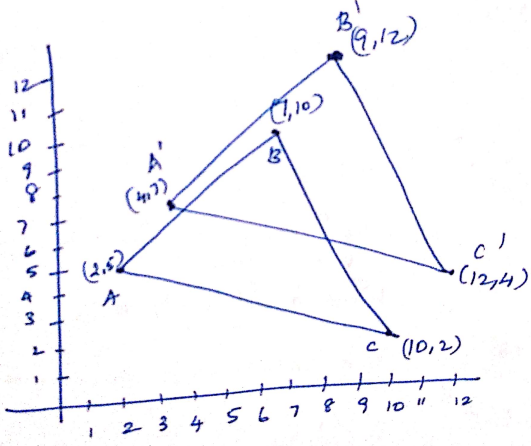 B'
(9,12)
12
11
(7,10)
10
B
9
A'
8
(4,7)
7
6
C'
5
(2,5)
(12,4)
A
4
3
C (10,2)
2
1
1 2 3 4 5 6 7 8 9 10 11 12